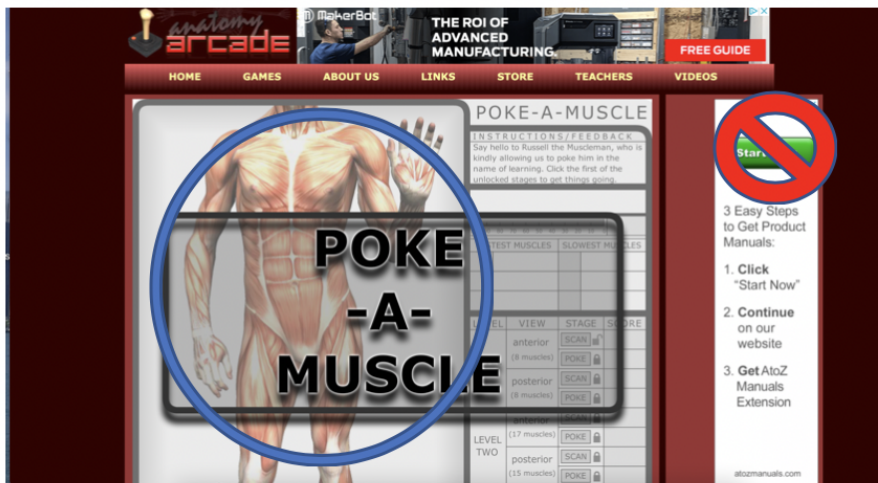 anatomy
arcade
MakerBot
THE ROI OF
ADVANCED
MANUFACTURING.
FREE GUIDE
HOME GAMES ABOUT US LINKS STORE TEACHERS VIDEOS
POKE-A-MUSCLE
INSTRUCTIONS/FEEDBACK
Say hello to Russell the Muscleman, who is
kindly allowing us to poke him in the
name of learning. Click the first of the
unlocked stages to get things going.
MUSCLES SLOWEST MUSCLES
POKE
-A-
MUSCLE
LEVEL VIEW STAGE SCORE
anterior SCAN
(8 muscles) POKE
posterior SCAN
(8 muscles) POKE
anterior SCAN
LEVEL
TWO
(17 muscles) POKE
posterior SCAN
(15 muscles) POKE
Start
3 Easy Steps
to Get Product
Manuals:
1. Click
"Start Now"
2. Continue
on our
website
3. Get AtoZ
Manuals
Extension
atozmanuals.com